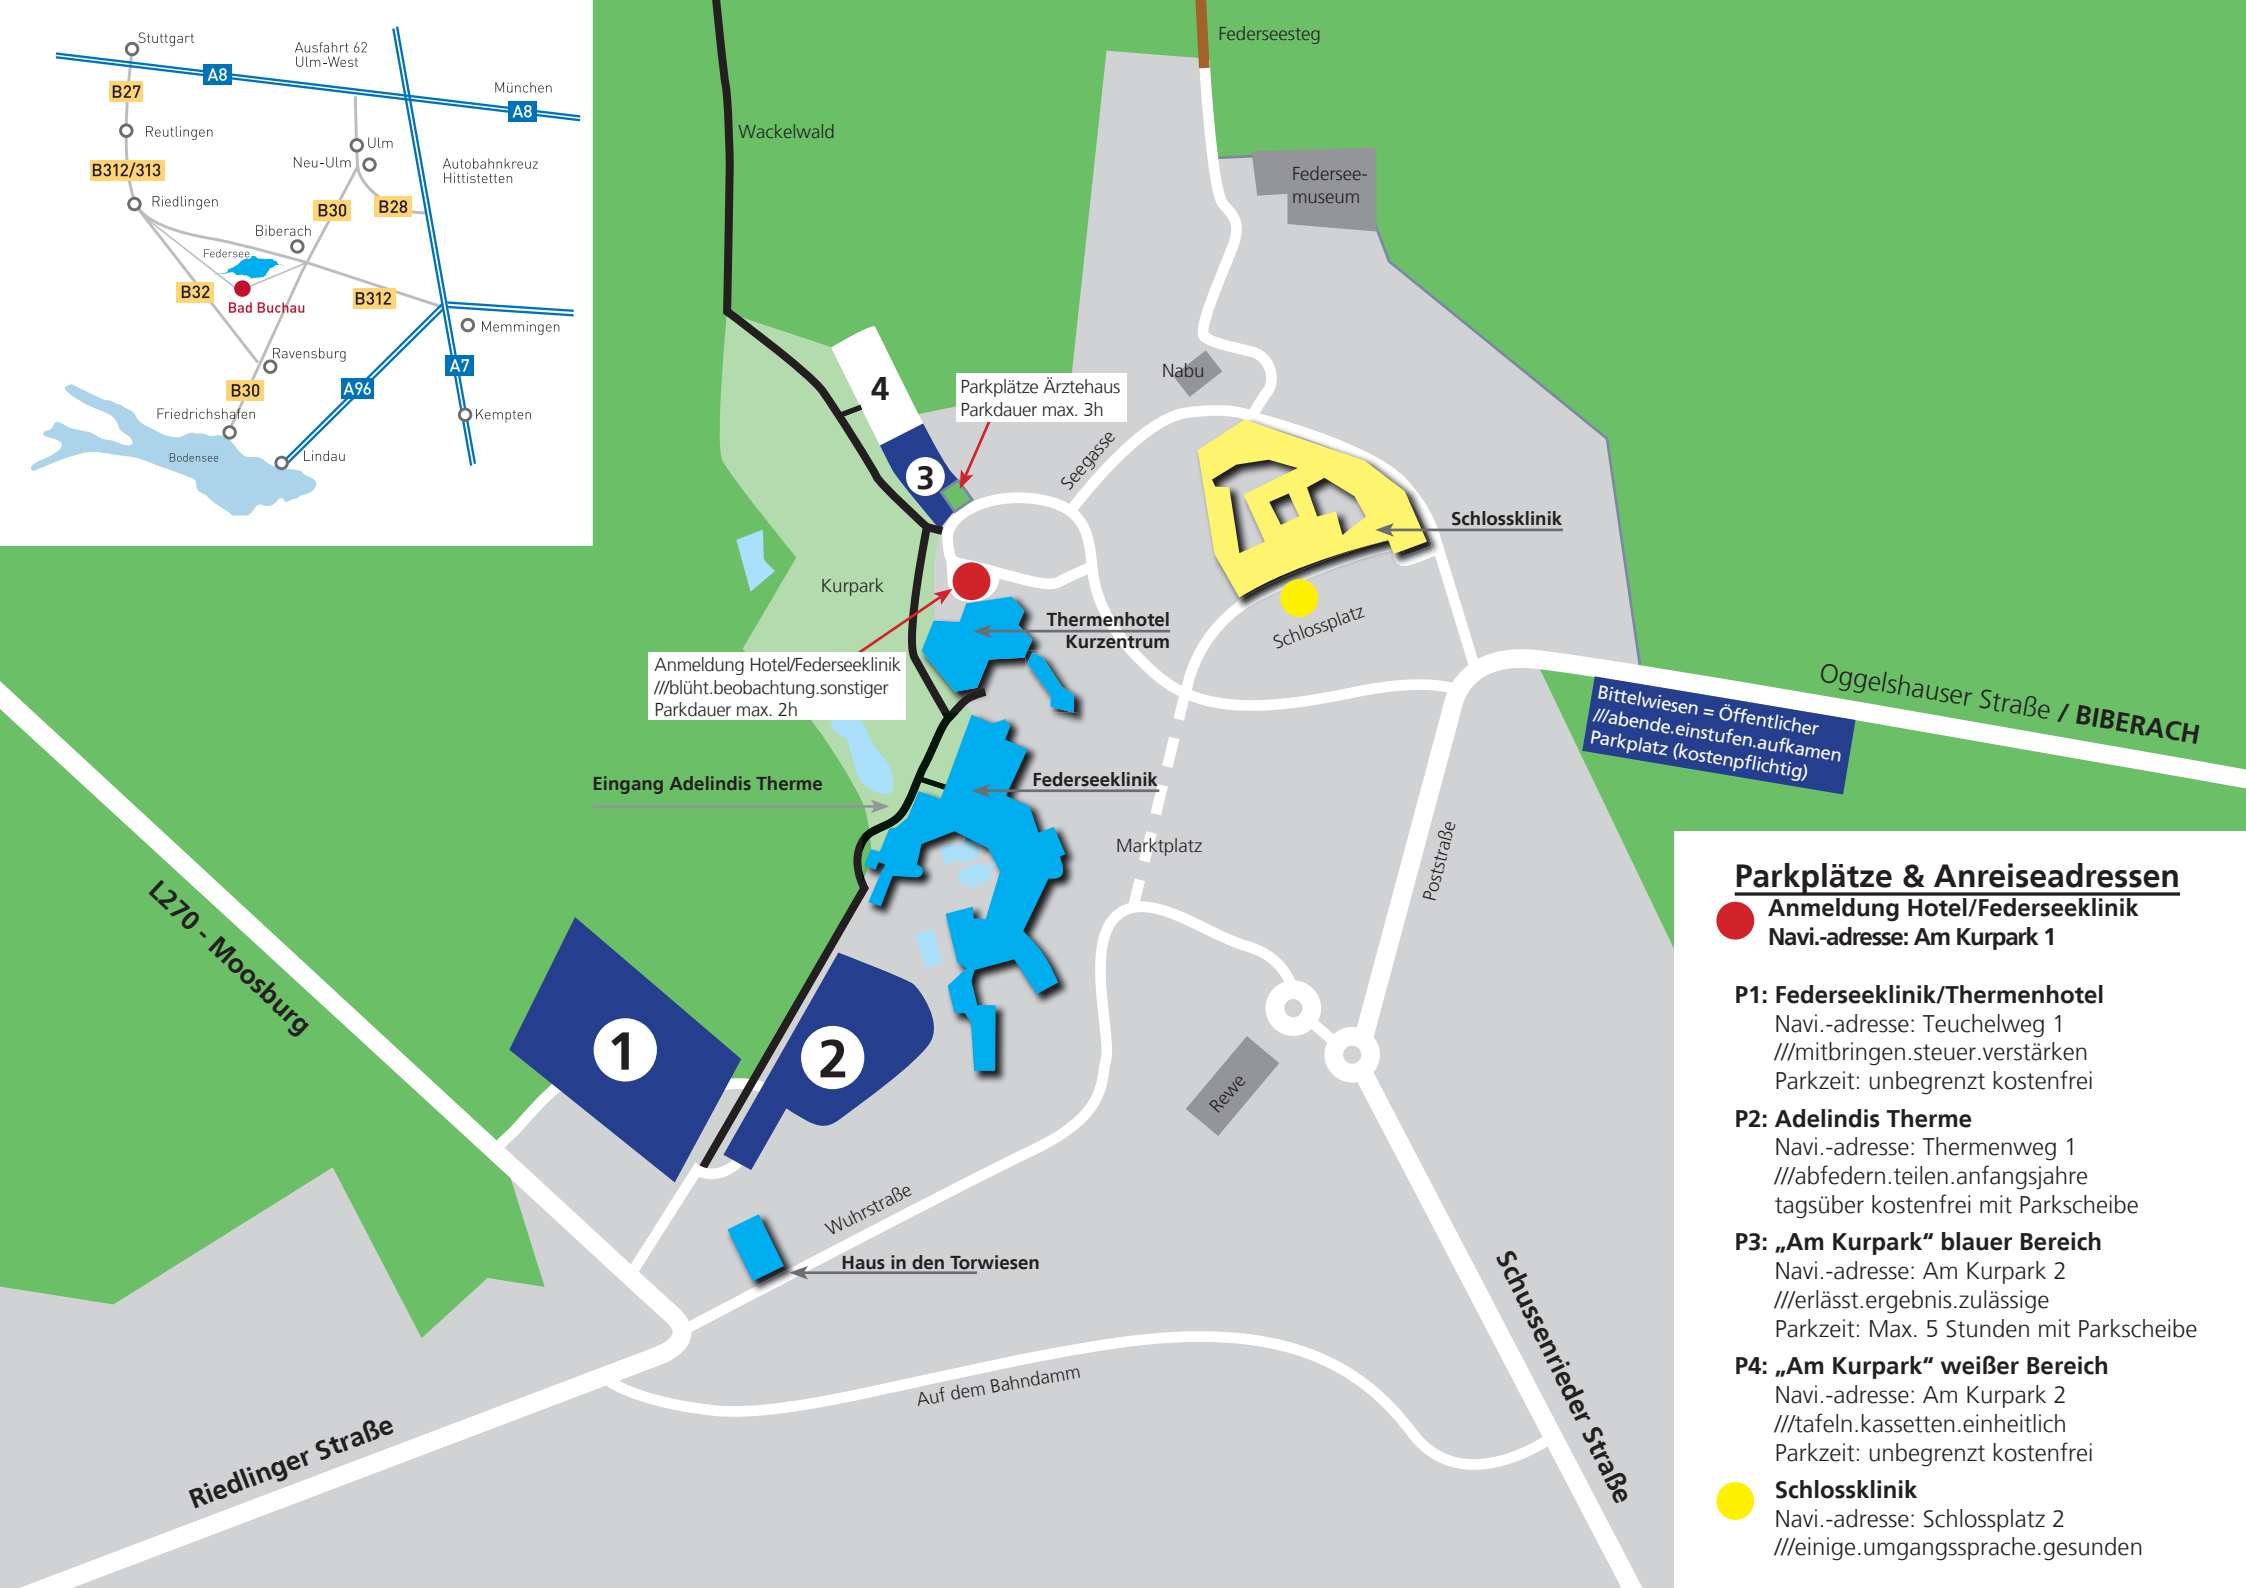 Stuttgart
Ausfahrt 62
Ulm-West
A8
B27
München
A8
Reutlingen
Ulm
Neu-Ulm
Autobahnkreuz
Hittistetten
B312/313
Riedlingen
B30
B28
Biberach
Federsee
B32
B312
Bad Buchau
Memmingen
Ravensburg
A7
B30
A96
Friedrichshafen
Kempten
Bodensee
Lindau
Federseesteg
Wackelwald
Federsee-
museum
Nabu
4
Parkplätze Ärztehaus
Parkdauer max. 3h
3
Seegasse
Schlossklinik
Kurpark
Thermenhotel
Kurzentrum
Schlossplatz
Anmeldung Hotel/Federseeklinik
///blüht.beobachtung.sonstiger
Parkdauer max. 2h
Oggelshauser Straße / BIBERACH
Bittelwiesen = Öffentlicher
///abende.einstufen.aufkamen
Parkplatz (kostenpflichtig)
Eingang Adelindis Therme
Federseeklinik
Marktplatz
Poststraße
L270 - Moosburg
1
2
Rewe
Wuhrstraße
Haus in den Torwiesen
Schussenrieder Straße
Auf dem Bahndamm
Riedlinger Straße
Parkplätze & Anreiseadressen
Anmeldung Hotel/Federseeklinik
Navi.-adresse: Am Kurpark 1
P1: Federseeklinik/Thermenhotel
Navi.-adresse: Teuchelweg 1
///mitbringen.steuer.verstärken
Parkzeit: unbegrenzt kostenfrei
P2: Adelindis Therme
Navi.-adresse: Thermenweg 1
///abfedern.teilen.anfangsjahre
tagsüber kostenfrei mit Parkscheibe
P3: „Am Kurpark“ blauer Bereich
Navi.-adresse: Am Kurpark 2
///erlässt.ergebnis.zulässige
Parkzeit: Max. 5 Stunden mit Parkscheibe
P4: „Am Kurpark“ weißer Bereich
Navi.-adresse: Am Kurpark 2
///tafeln.kassetten.einheitlich
Parkzeit: unbegrenzt kostenfrei
Schlossklinik
Navi.-adresse: Schlossplatz 2
///einige.umgangssprache.gesunden